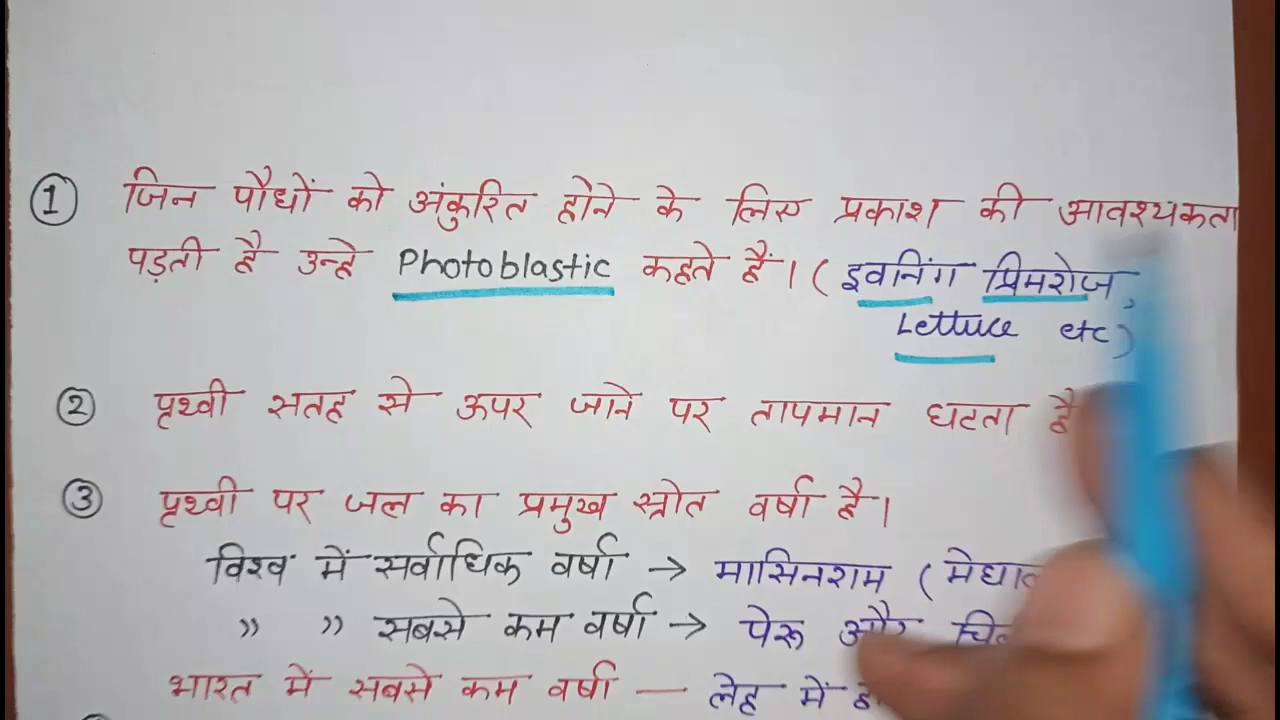 ① जिन पौधों को अंकुरित होने के लिए प्रकाश की आवश्यकता
पड़ती है उन्हे Photoblastic कहते हैं। (इवनिंग प्रिमरोज,
Lettuce etc)
② पृथ्वी सतह से ऊपर जाने पर तापमान घटता है
③ पृथ्वी पर जल का प्रमुख स्त्रोत वर्षा है।
विश्व में सर्वाधिक वर्षा → मासिनराम (
" " सबसे कम वर्षा → पेरू और
भारत में सबसे कम वर्षा — लेह में